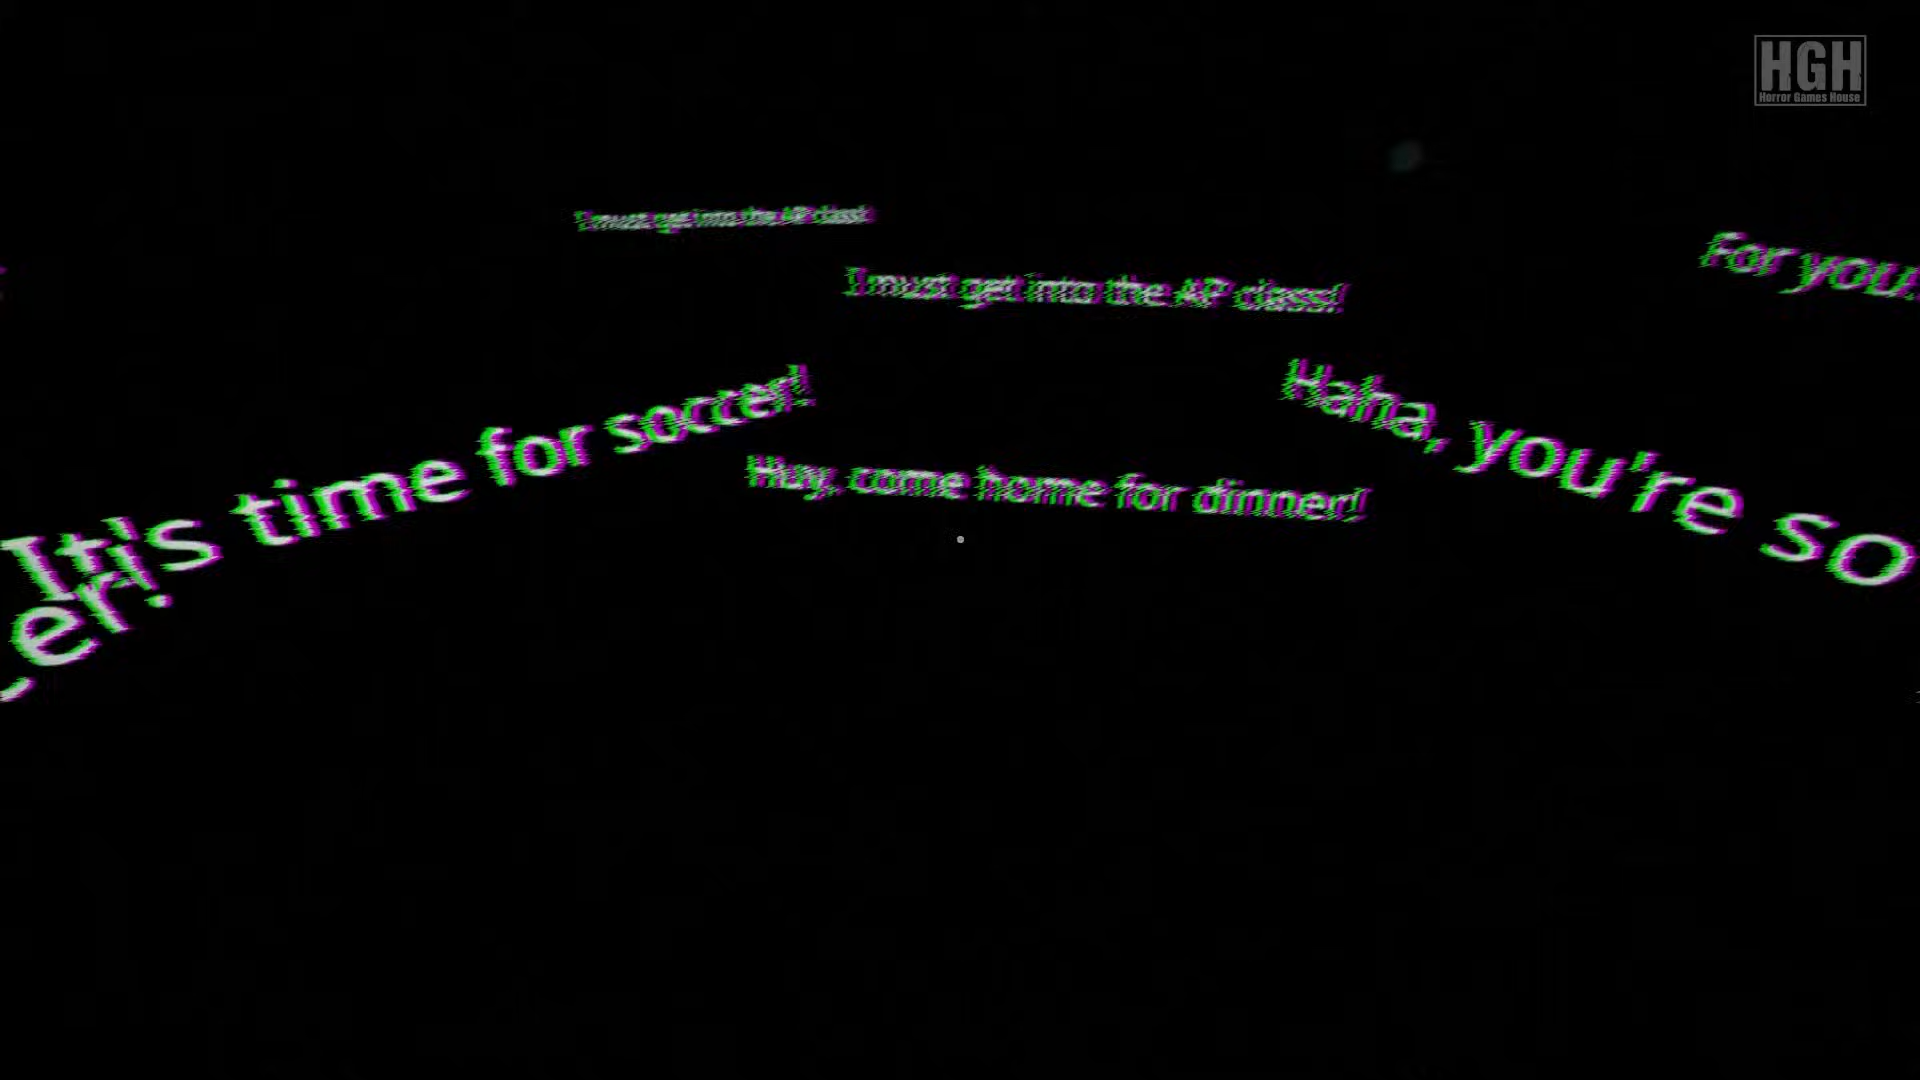 HGH
Horror Games House
I must get into the AP class!
I must get into the AP class!!
For you
It's time for soccer!
Haha, you're so
Huy, come home for dinner!
er!